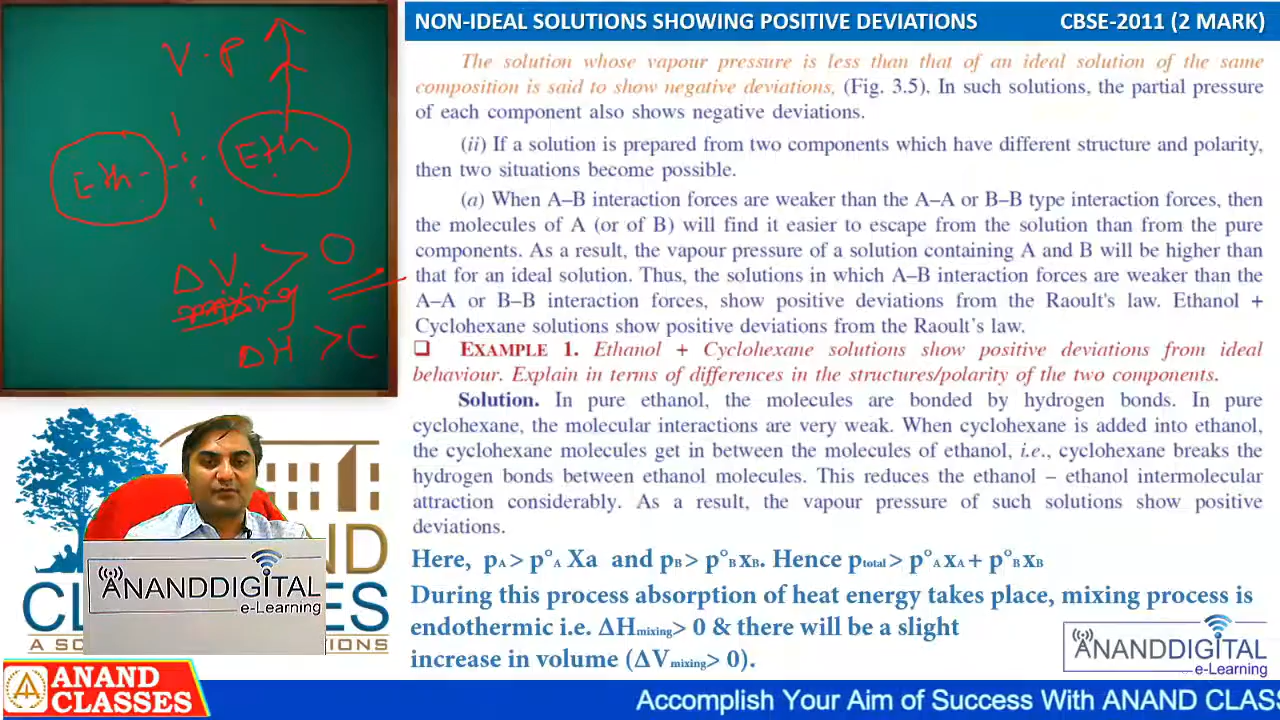 NON-IDEAL SOLUTIONS SHOWING POSITIVE DEVIATIONS CBSE-2011 (2 MARK)
V.P
Eth
Eth
ΔV > 0
mixing
ΔH >
The solution whose vapour pressure is less than that of an ideal solution of the same
composition is said to show negative deviations, (Fig. 3.5). In such solutions, the partial pressure
of each component also shows negative deviations.
(ii) If a solution is prepared from two components which have different structure and polarity,
then two situations become possible.
(a) When A–B interaction forces are weaker than the A–A or B–B type interaction forces, then
the molecules of A (or of B) will find it easier to escape from the solution than from the pure
components. As a result, the vapour pressure of a solution containing A and B will be higher than
that for an ideal solution. Thus, the solutions in which A–B interaction forces are weaker than the
A–A or B–B interaction forces, show positive deviations from the Raoult's law. Ethanol +
Cyclohexane solutions show positive deviations from the Raoult's law.
❑ EXAMPLE 1. Ethanol + Cyclohexane solutions show positive deviations from ideal
behaviour. Explain in terms of differences in the structures/polarity of the two components.
Solution. In pure ethanol, the molecules are bonded by hydrogen bonds. In pure
cyclohexane, the molecular interactions are very weak. When cyclohexane is added into ethanol,
the cyclohexane molecules get in between the molecules of ethanol, i.e., cyclohexane breaks the
hydrogen bonds between ethanol molecules. This reduces the ethanol – ethanol intermolecular
attraction considerably. As a result, the vapour pressure of such solutions show positive
deviations.
Here, pA > p°A Xa and pB > p°B xB. Hence ptotal > p°A xA + p°B xB
During this process absorption of heat energy takes place, mixing process is
endothermic i.e. ΔHmixing > 0 & there will be a slight
increase in volume (ΔVmixing > 0).
ANANDDIGITAL
e-Learning
ANANDDIGITAL
e-Learning
ANAND
CLASSES
Accomplish Your Aim of Success With ANAND CLAS